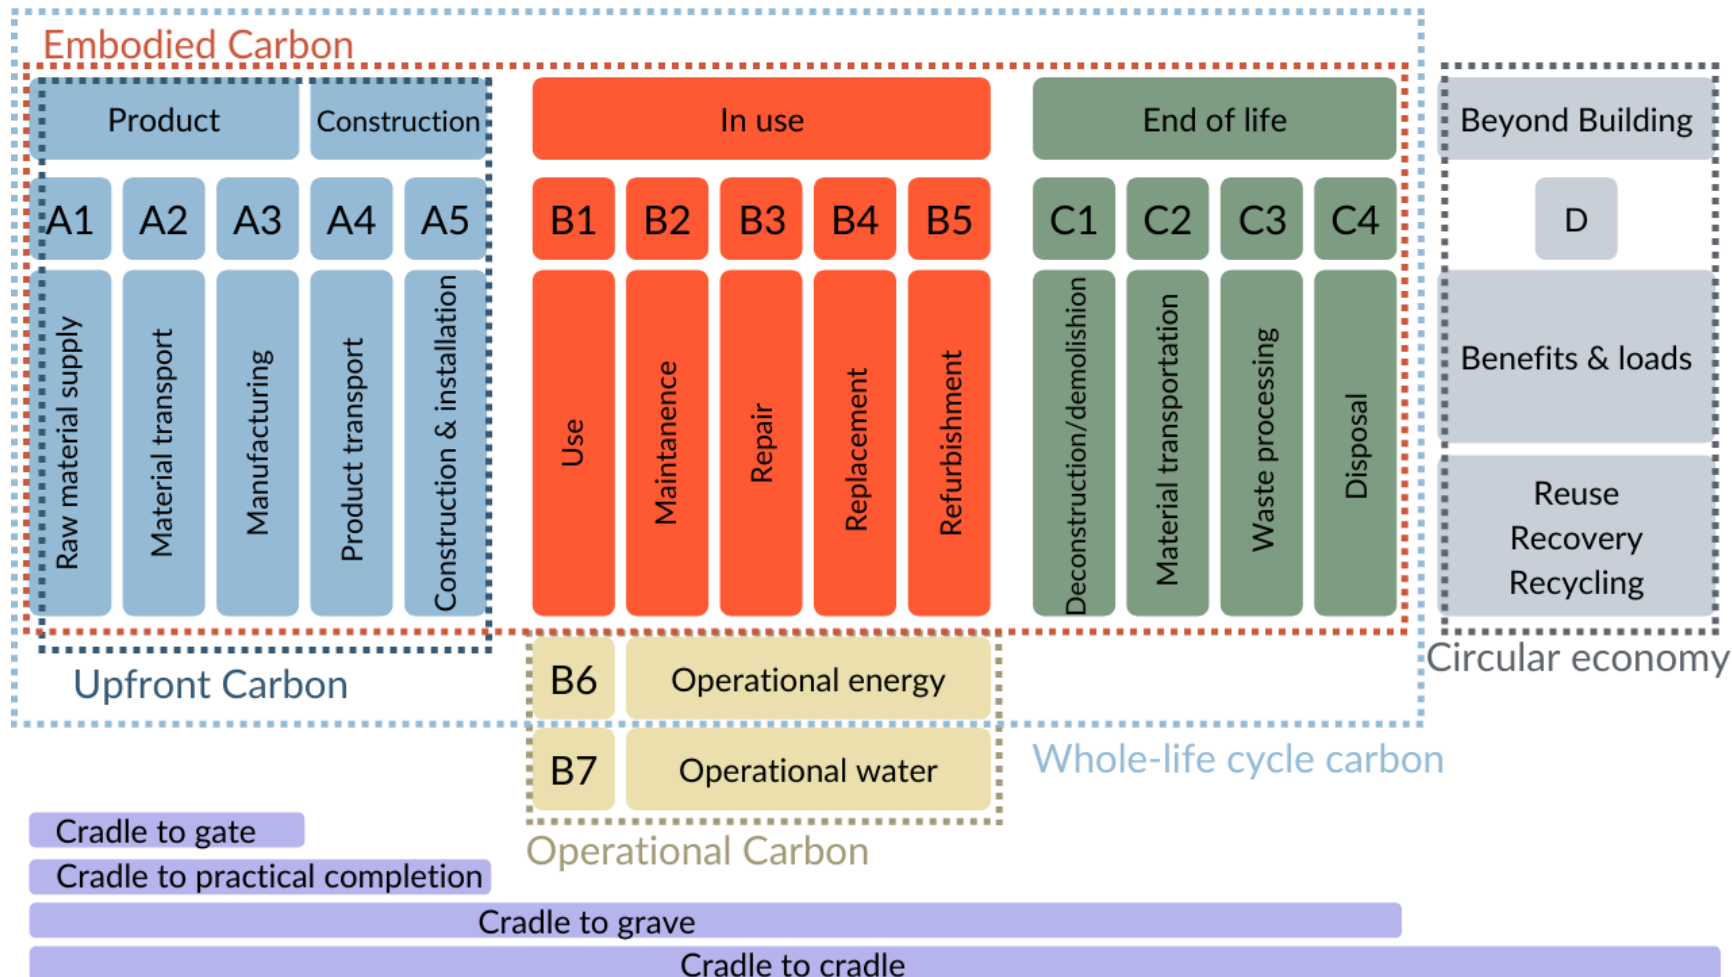 Embodied Carbon
Product
Construction
In use
End of life
Beyond Building
A1
A2
A3
A4
A5
B1
B2
B3
B4
B5
C1
C2
C3
C4
D
Raw material supply
Material transport
Manufacturing
Product transport
Construction & installation
Use
Maintanence
Repair
Replacement
Refurbishment
Deconstruction/demolishion
Material transportation
Waste processing
Disposal
Benefits & loads
Reuse
Recovery
Recycling
Circular economy
Upfront Carbon
B6
Operational energy
B7
Operational water
Whole-life cycle carbon
Operational Carbon
Cradle to gate
Cradle to practical completion
Cradle to grave
Cradle to cradle